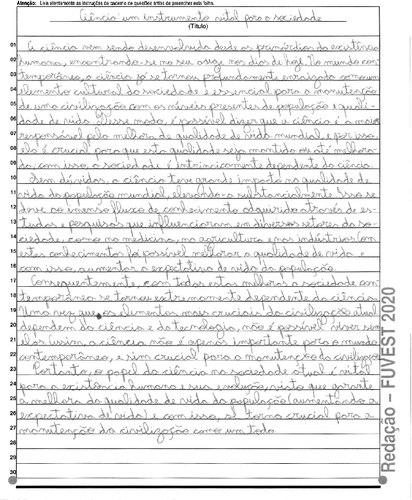 Atenção: Leia atentamente as instruções do caderno de questões antes de preencher esta folha.
Ciência: um instrumento vital para a sociedade
(Título)
01 A ciência vem sendo desenvolvida desde os primórdios da existência
02 humana, encontrando-se no seu auge nos dias de hoje. No mundo con-
03 temporâneo, a ciência já se tornou profundamente enraizada como um
04 elemento cultural da sociedade e essencial para a manutenção
05 de uma civilização com os níveis presentes de população e quali-
06 dade de vida. Desse modo, é possível dizer que a ciência é a maior
07 responsável pela melhora da qualidade de vida mundial, e por isso
08 ela é crucial para que esta qualidade seja mantida ou até melhora-
09 da, com isso, a sociedade é intrinsicamente dependente da ciência.
10 Sem dúvidas, a ciência teve grande impacto na qualidade de
11 vida da população mundial, elevando-a substancialmente. Isso se
12 deve ao imenso fluxo de conhecimento adquirido através de es-
13 tudos e pesquisas que influenciaram em diversos setores da so-
14 ciedade, como na medicina, na agricultura e nas indústrias. Com
15 estes conhecimentos foi possível melhorar a qualidade de vida e
16 com isso, aumentar a expectativa de vida da população.
17 Consequentemente, com todas estas melhoras, a sociedade con-
18 temporânea se tornou extremamente dependente da ciência.
19 Uma vez que os elementos mais cruciais da civilização atual
20 dependem da ciência e da tecnologia, não é possível viver sem
21 elas. Assim, a ciência não é apenas importante para o mundo
22 contemporâneo, e sim crucial para a manutenção da civilização.
23 Portanto, o papel da ciência na sociedade atual é vital
24 para a existência humana e sua evolução, visto que garante
25 a melhora da qualidade de vida da população (aumentando a
26 expectativa de vida) e com isso, se torna crucial para a
27 manutenção da civilização como um todo.
28
29
30
Redação – FUVEST 2020